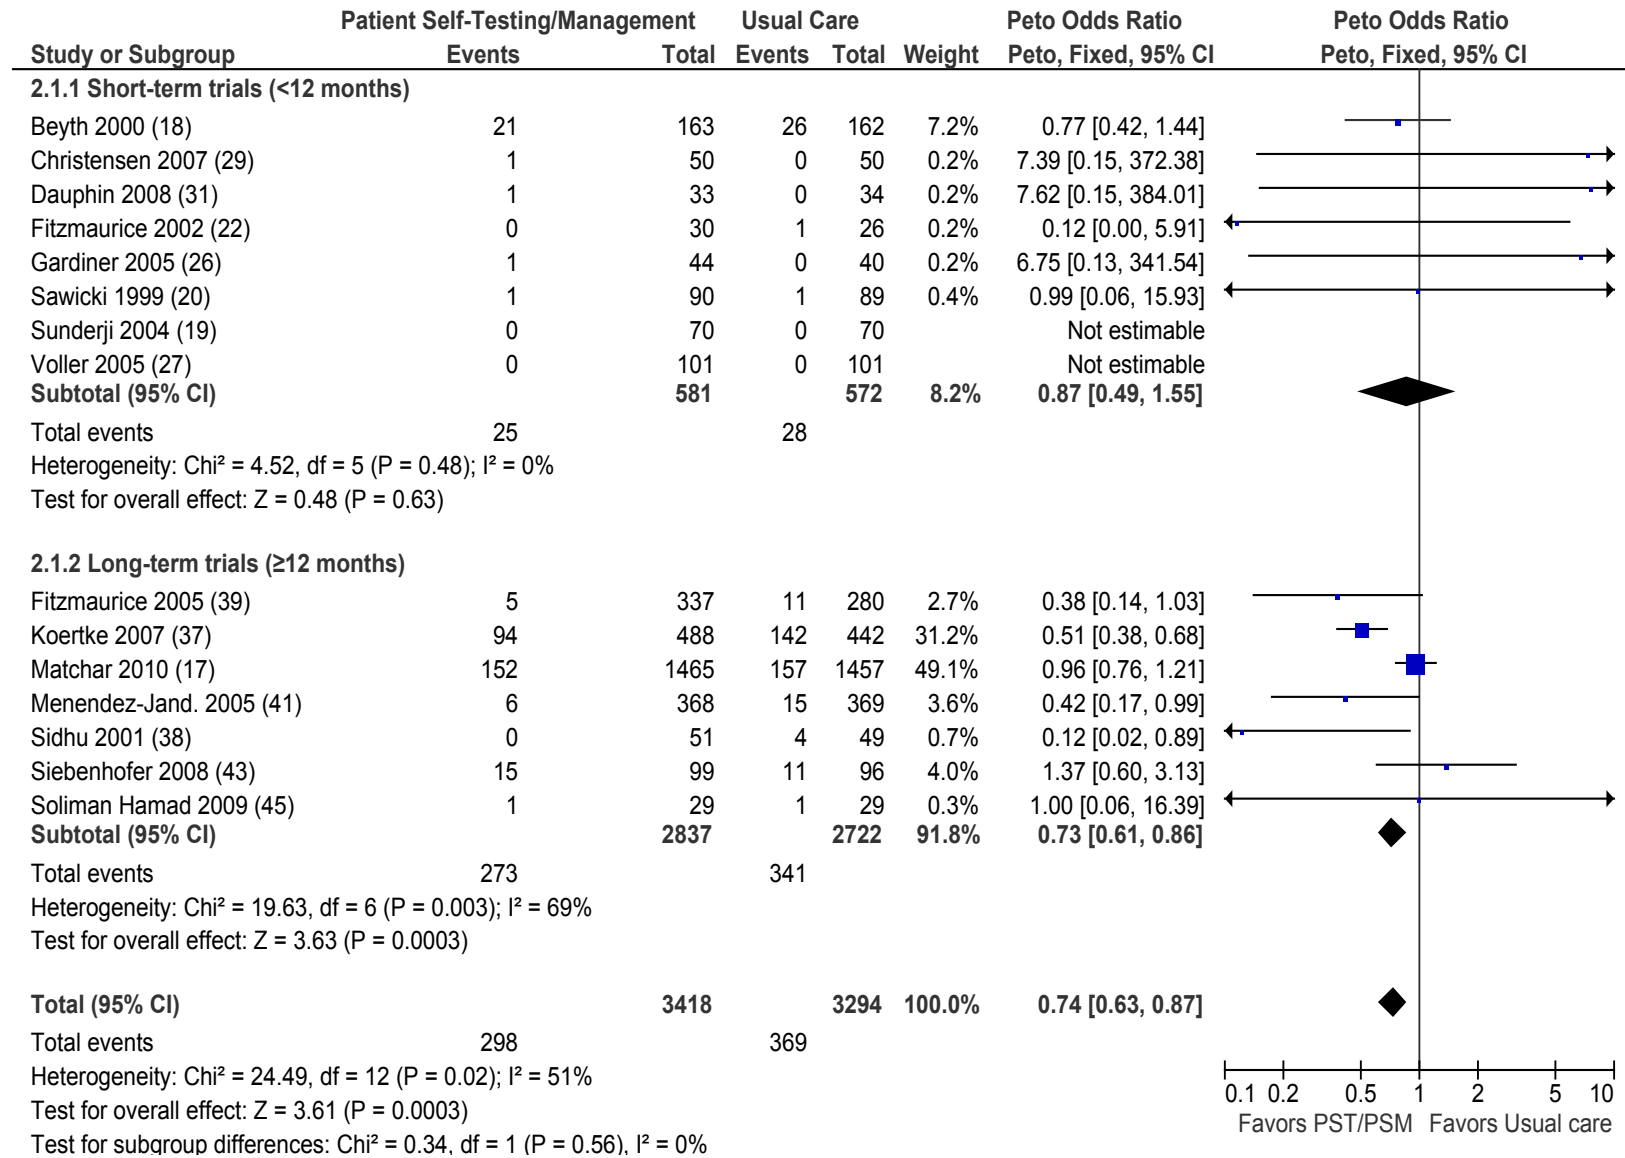 Patient Self-Testing/Management Usual Care Peto Odds Ratio Peto Odds Ratio
Study or Subgroup Events Total Events Total Weight Peto, Fixed, 95% CI Peto, Fixed, 95% CI
2.1.1 Short-term trials (<12 months)
Beyth 2000 (18) 21 163 26 162 7.2% 0.77 [0.42, 1.44]
Christensen 2007 (29) 1 50 0 50 0.2% 7.39 [0.15, 372.38]
Dauphin 2008 (31) 1 33 0 34 0.2% 7.62 [0.15, 384.01]
Fitzmaurice 2002 (22) 0 30 1 26 0.2% 0.12 [0.00, 5.91]
Gardiner 2005 (26) 1 44 0 40 0.2% 6.75 [0.13, 341.54]
Sawicki 1999 (20) 1 90 1 89 0.4% 0.99 [0.06, 15.93]
Sunderji 2004 (19) 0 70 0 70 Not estimable
Voller 2005 (27) 0 101 0 101 Not estimable
Subtotal (95% CI) 581 572 8.2% 0.87 [0.49, 1.55]
Total events 25 28
Heterogeneity: Chi² = 4.52, df = 5 (P = 0.48); I² = 0%
Test for overall effect: Z = 0.48 (P = 0.63)
2.1.2 Long-term trials (≥12 months)
Fitzmaurice 2005 (39) 5 337 11 280 2.7% 0.38 [0.14, 1.03]
Koertke 2007 (37) 94 488 142 442 31.2% 0.51 [0.38, 0.68]
Matchar 2010 (17) 152 1465 157 1457 49.1% 0.96 [0.76, 1.21]
Menendez-Jand. 2005 (41) 6 368 15 369 3.6% 0.42 [0.17, 0.99]
Sidhu 2001 (38) 0 51 4 49 0.7% 0.12 [0.02, 0.89]
Siebenhofer 2008 (43) 15 99 11 96 4.0% 1.37 [0.60, 3.13]
Soliman Hamad 2009 (45) 1 29 1 29 0.3% 1.00 [0.06, 16.39]
Subtotal (95% CI) 2837 2722 91.8% 0.73 [0.61, 0.86]
Total events 273 341
Heterogeneity: Chi² = 19.63, df = 6 (P = 0.003); I² = 69%
Test for overall effect: Z = 3.63 (P = 0.0003)
Total (95% CI) 3418 3294 100.0% 0.74 [0.63, 0.87]
Total events 298 369
Heterogeneity: Chi² = 24.49, df = 12 (P = 0.02); I² = 51%
Test for overall effect: Z = 3.61 (P = 0.0003)
Test for subgroup differences: Chi² = 0.34, df = 1 (P = 0.56), I² = 0%
0.1 0.2 0.5 1 2 5 10
Favors PST/PSM Favors Usual care